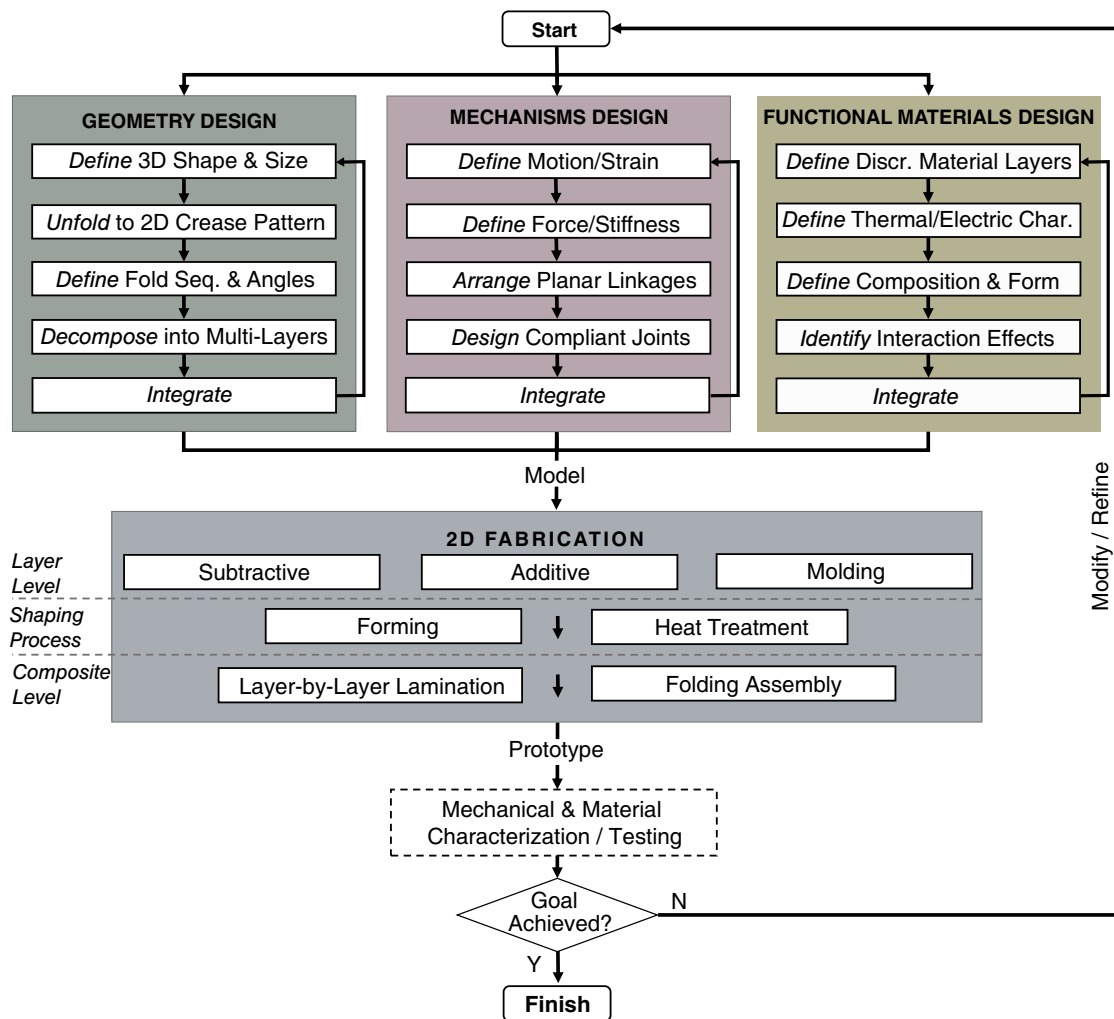 Start
GEOMETRY DESIGN
Define 3D Shape & Size
Unfold to 2D Crease Pattern
Define Fold Seq. & Angles
Decompose into Multi-Layers
Integrate
MECHANISMS DESIGN
Define Motion/Strain
Define Force/Stiffness
Arrange Planar Linkages
Design Compliant Joints
Integrate
FUNCTIONAL MATERIALS DESIGN
Define Discr. Material Layers
Define Thermal/Electric Char.
Define Composition & Form
Identify Interaction Effects
Integrate
Model
Modify / Refine
2D FABRICATION
Layer
Level
Subtractive
Additive
Molding
Shaping
Process
Forming
Heat Treatment
Composite
Level
Layer-by-Layer Lamination
Folding Assembly
Prototype
Mechanical & Material
Characterization / Testing
Goal
Achieved?
N
Y
Finish